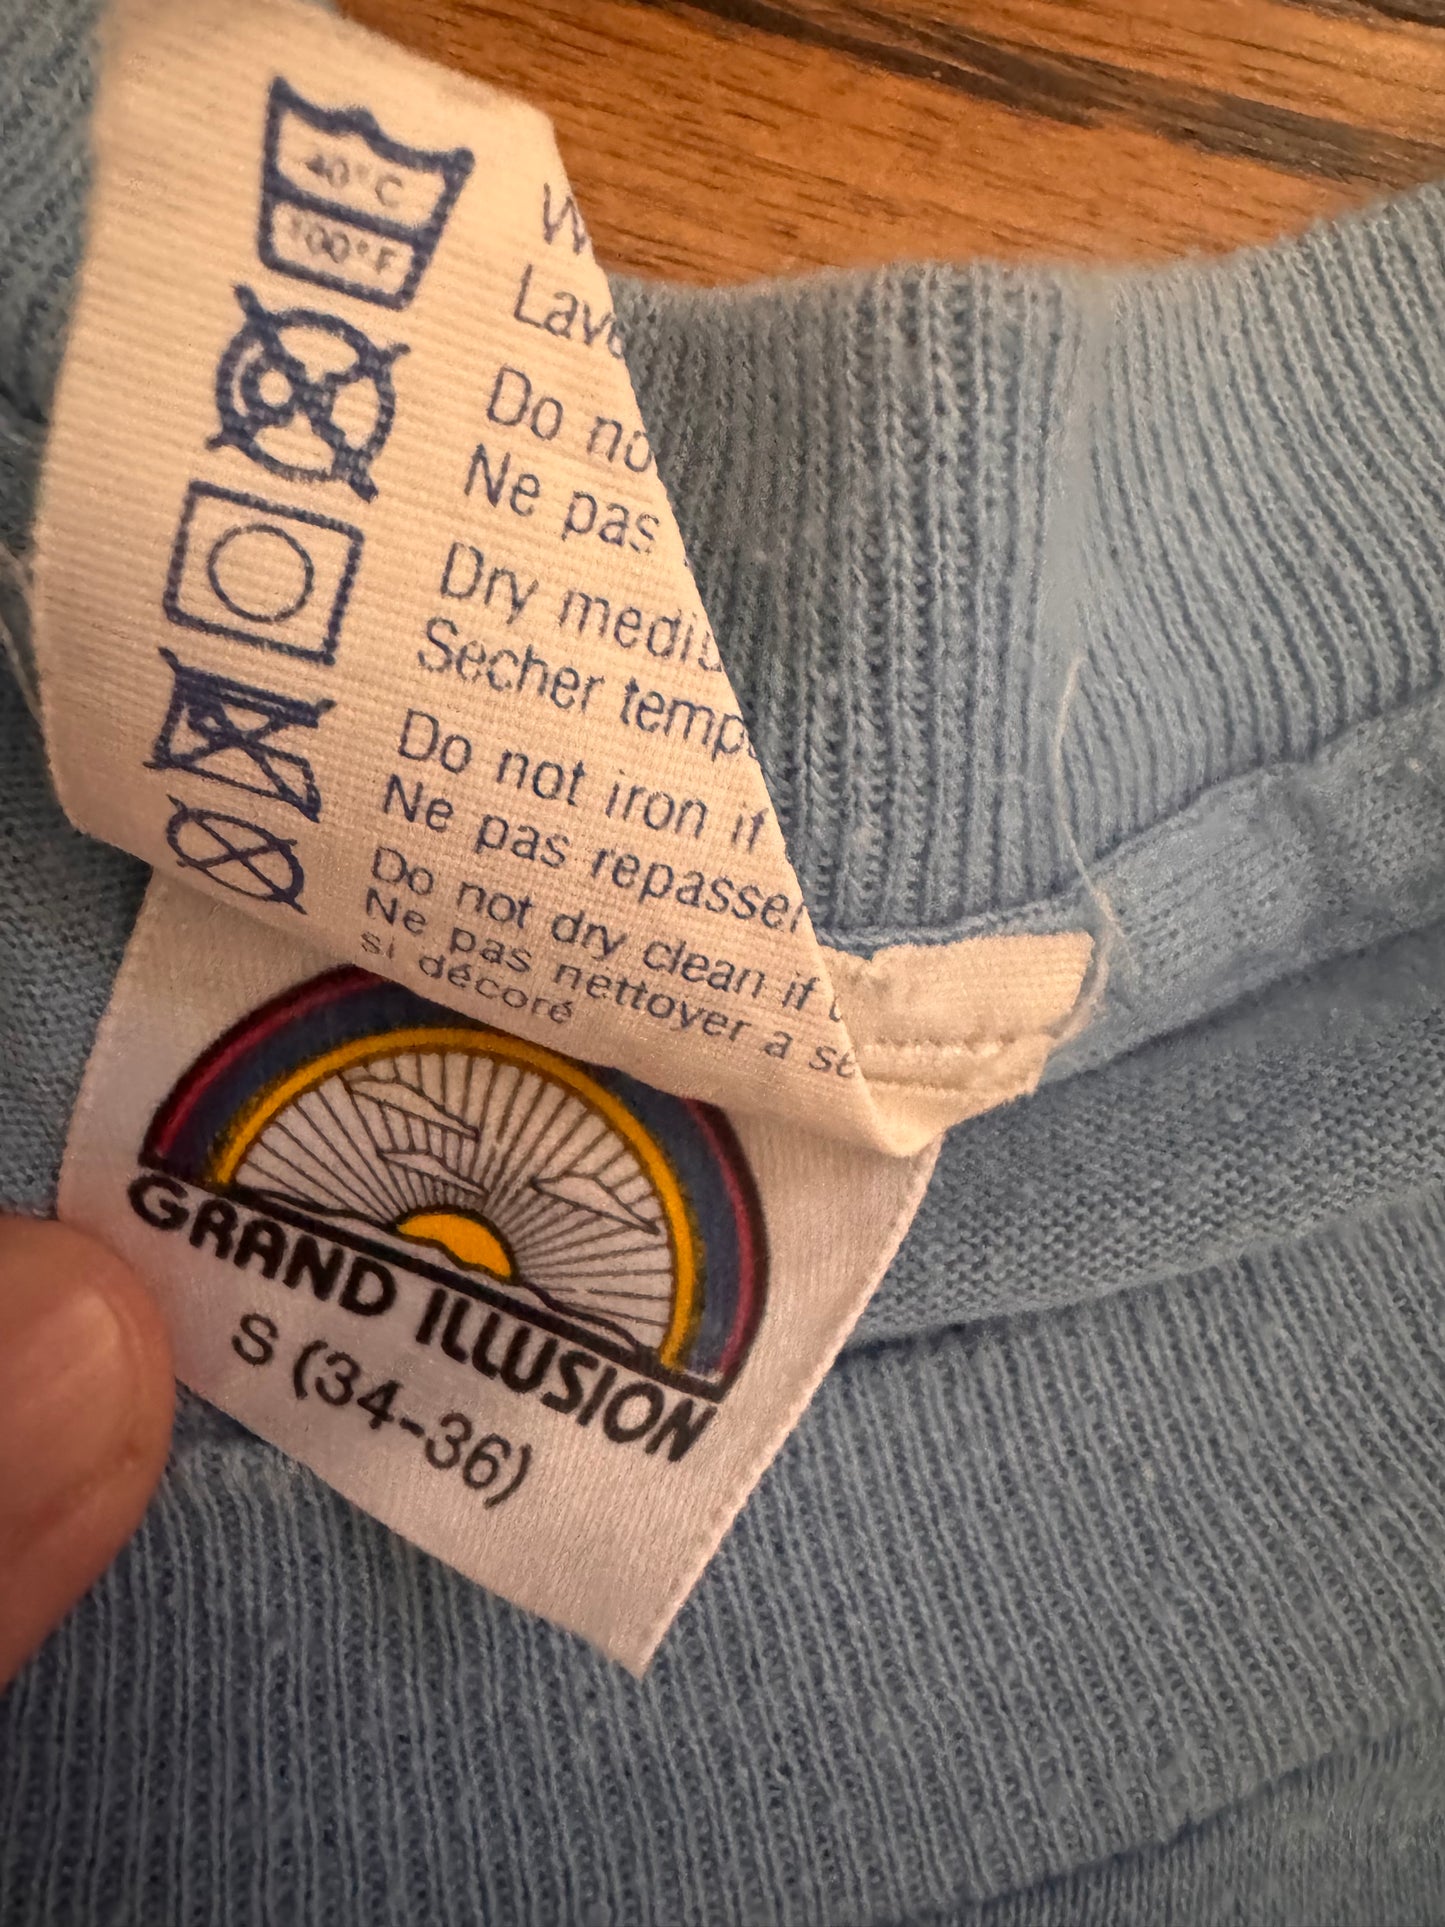 40°C
100°F
Lav
Do no
Ne pas
Dry medi
Secher temp
Do not iron if
Ne pas repasser
Do not dry clean if
Ne pas nettoyer a se
si décoré
GRAND ILLUSION
S (34-36)